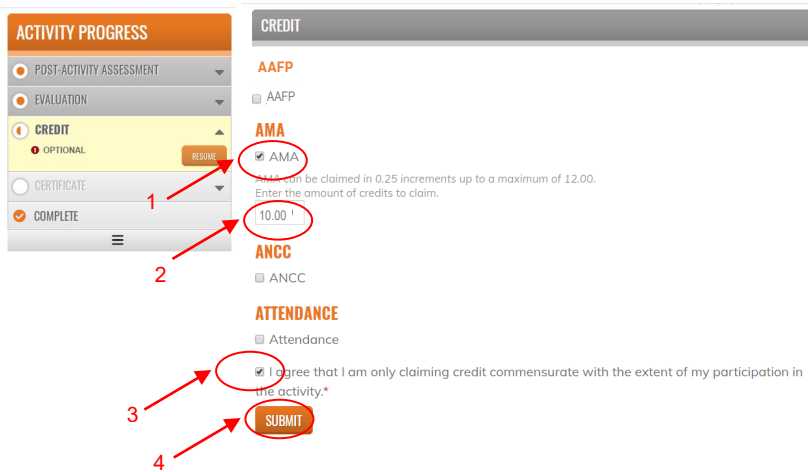 ACTIVITY PROGRESS
POST-ACTIVITY ASSESSMENT
EVALUATION
CREDIT
OPTIONAL
RESUME
CERTIFICATE
COMPLETE
1
2
CREDIT
AAFP
AAFP
AMA
AMA
AMA can be claimed in 0.25 increments up to a maximum of 12.00.
Enter the amount of credits to claim.
10.00
ANCC
ANCC
ATTENDANCE
Attendance
I agree that I am only claiming credit commensurate with the extent of my participation in
the activity.*
3
SUBMIT
4